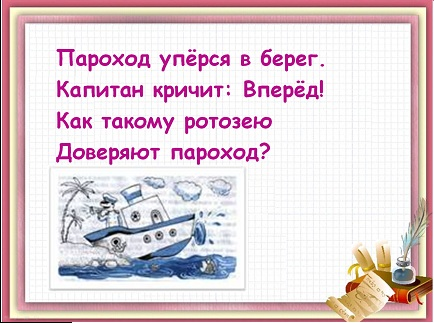 Пароход упёрся в берег.
Капитан кричит: Вперёд!
Как такому ротозею
Доверяют пароход?